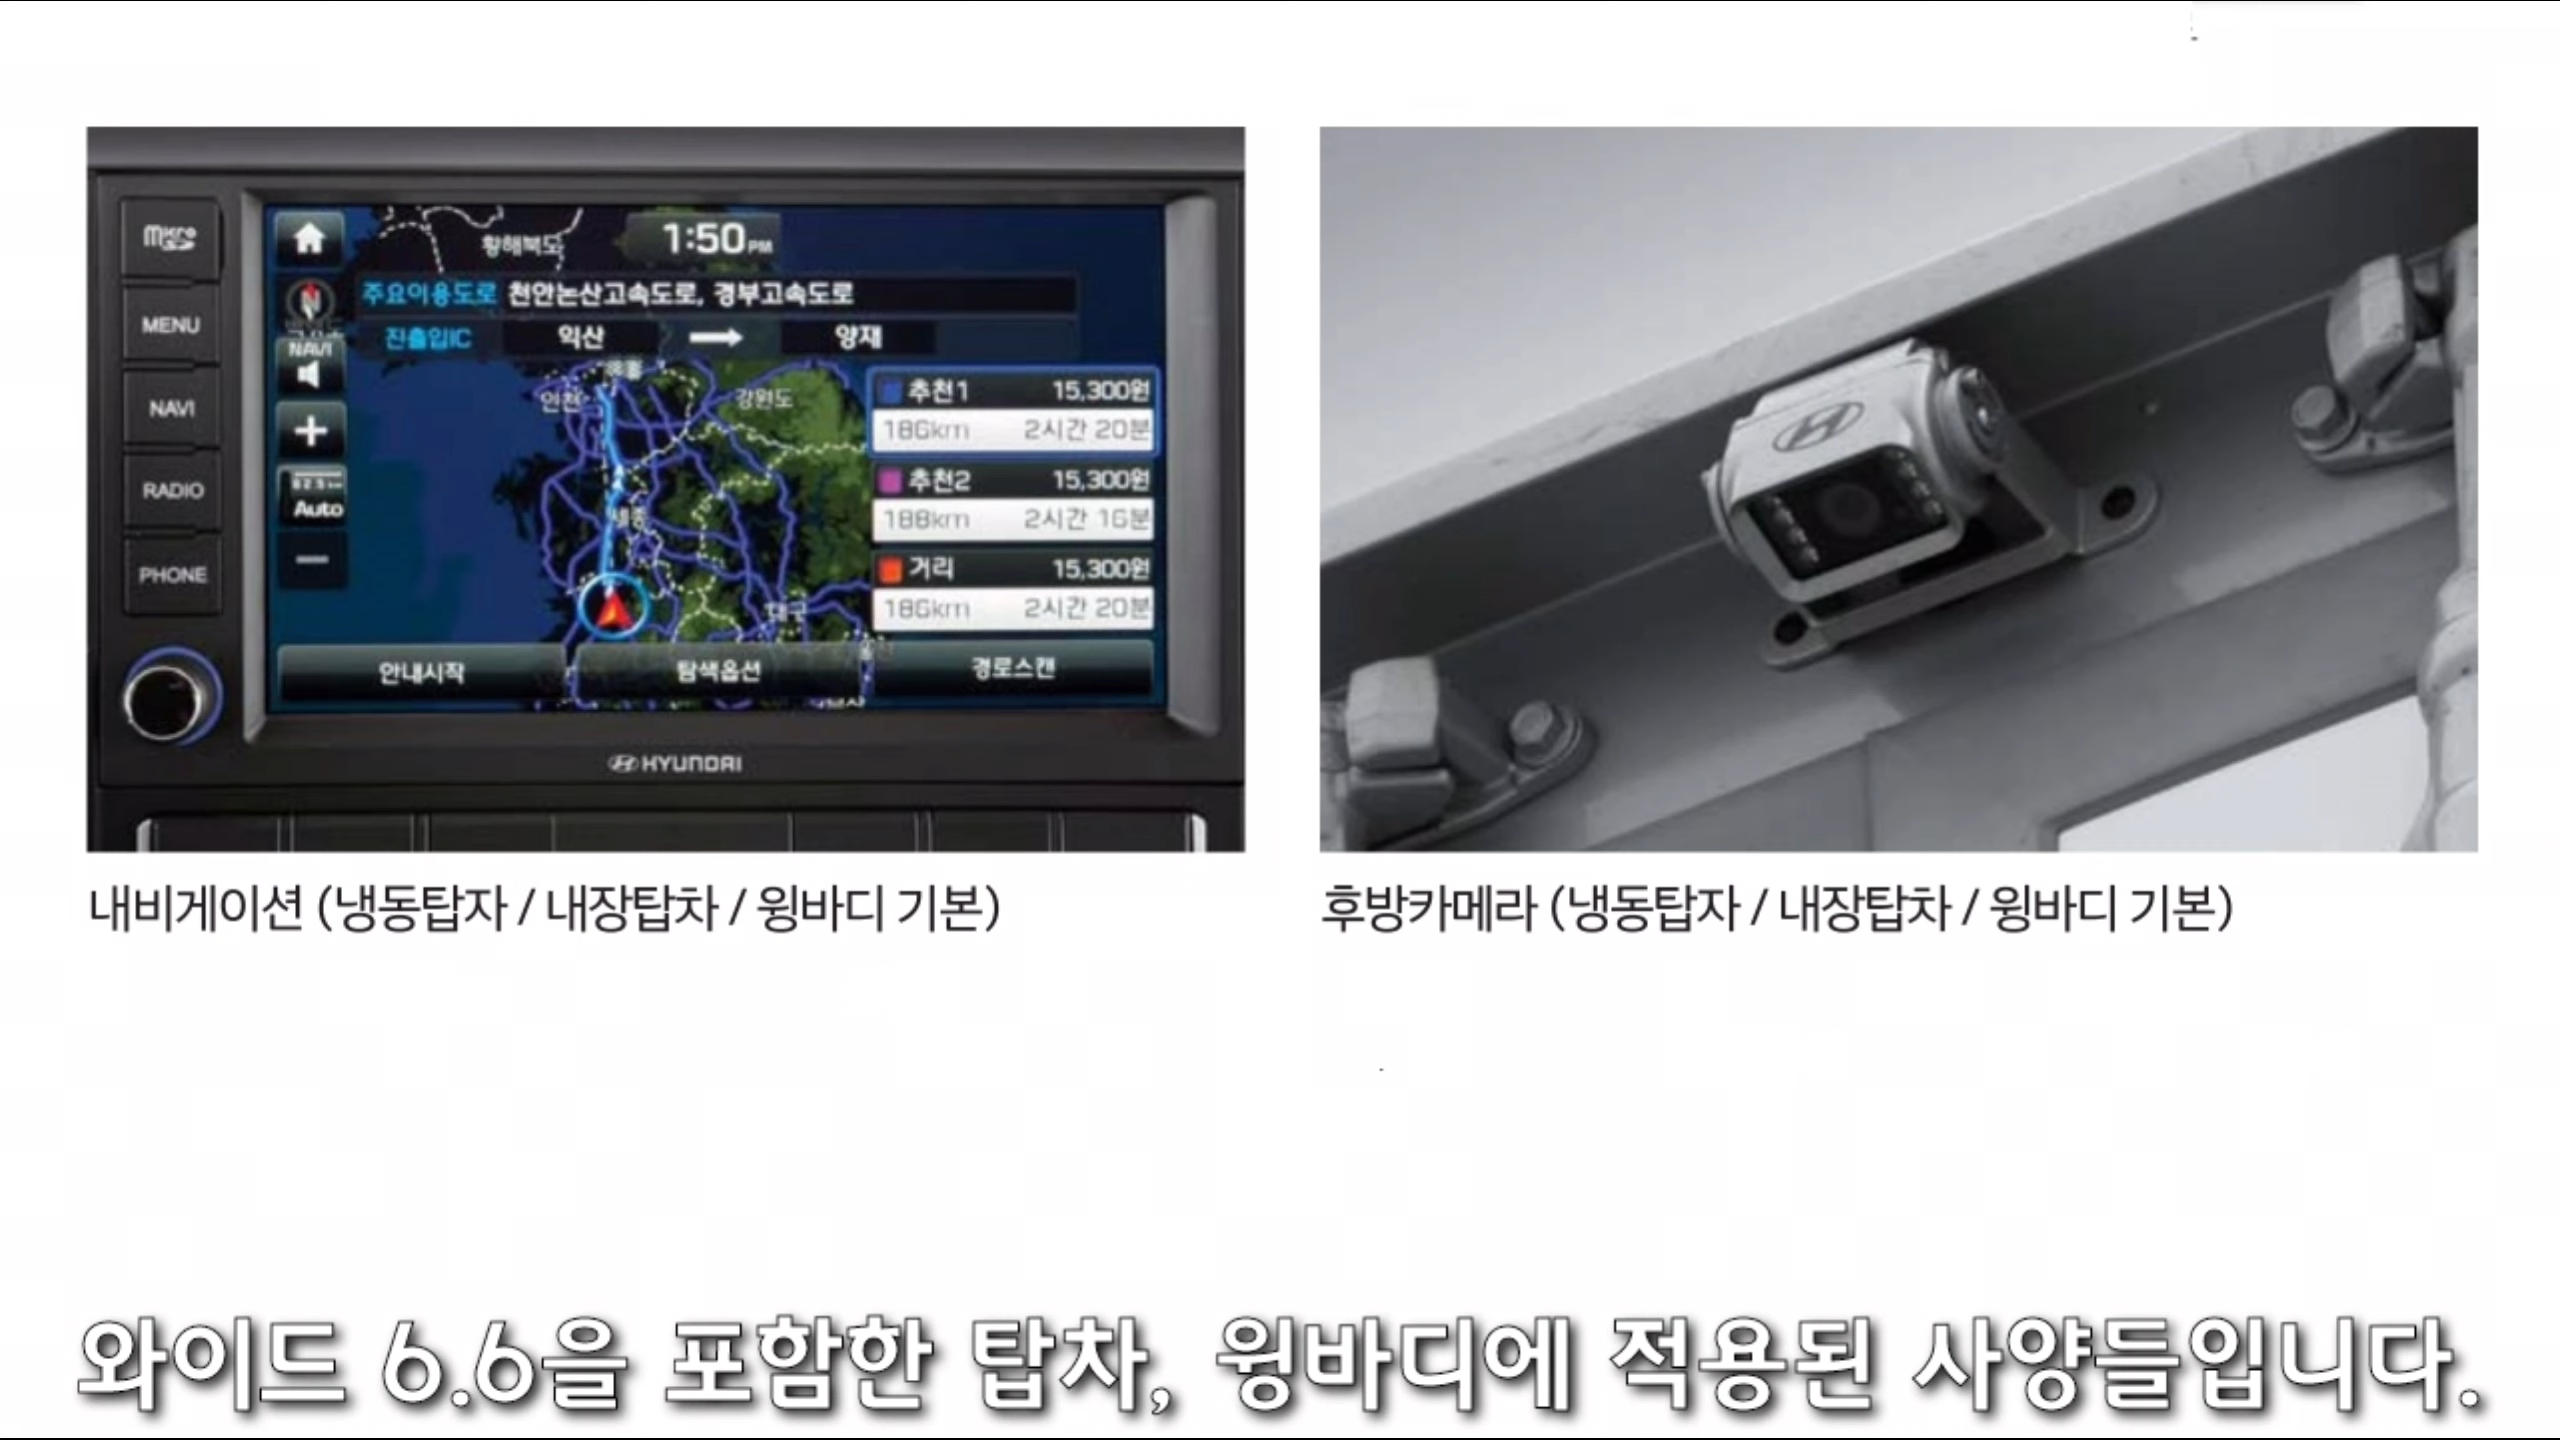 micro SD
MENU
NAVI
RADIO
PHONE
황해북도
1:50 PM
주요이용도로 천안논산고속도로, 경부고속도로
진출입IC 익산 양재
NAVI
인천
강원도
추천1 15,300원
186km 2시간 20분
Auto
추천2 15,300원
188km 2시간 16분
세종
거리 15,300원
186km 2시간 20분
대구
안내시작 탐색옵션 경로스캔
HYUNDAI
내비게이션 (냉동탑자 / 내장탑차 / 윙바디 기본)
후방카메라 (냉동탑자 / 내장탑차 / 윙바디 기본)
와이드 6.6을 포함한 탑차, 윙바디에 적용된 사양들입니다.